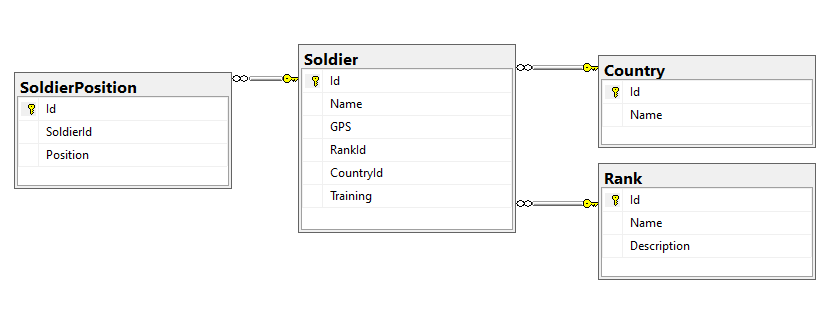 SoldierPosition
Id
SoldierId
Position
Soldier
Id
Name
GPS
RankId
CountryId
Training
Country
Id
Name
Rank
Id
Name
Description